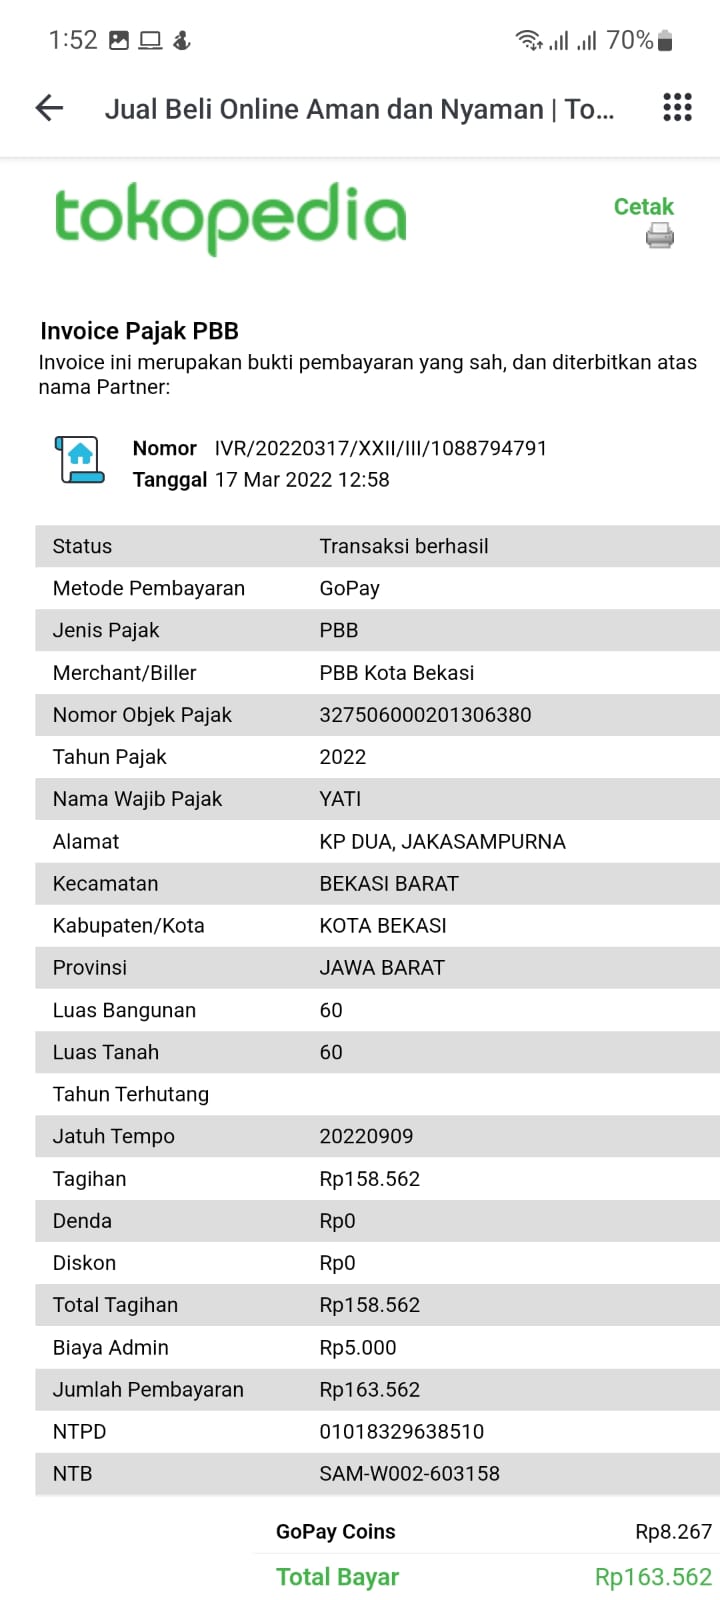 1:52 70%
Jual Beli Online Aman dan Nyaman | To...
tokopedia
Cetak
Invoice Pajak PBB
Invoice ini merupakan bukti pembayaran yang sah, dan diterbitkan atas
nama Partner:
Nomor IVR/20220317/XXII/III/1088794791
Tanggal 17 Mar 2022 12:58
Status Transaksi berhasil
Metode Pembayaran GoPay
Jenis Pajak PBB
Merchant/Biller PBB Kota Bekasi
Nomor Objek Pajak 327506000201306380
Tahun Pajak 2022
Nama Wajib Pajak YATI
Alamat KP DUA, JAKASAMPURNA
Kecamatan BEKASI BARAT
Kabupaten/Kota KOTA BEKASI
Provinsi JAWA BARAT
Luas Bangunan 60
Luas Tanah 60
Tahun Terhutang
Jatuh Tempo 20220909
Tagihan Rp158.562
Denda Rp0
Diskon Rp0
Total Tagihan Rp158.562
Biaya Admin Rp5.000
Jumlah Pembayaran Rp163.562
NTPD 01018329638510
NTB SAM-W002-603158
GoPay Coins Rp8.267
Total Bayar Rp163.562